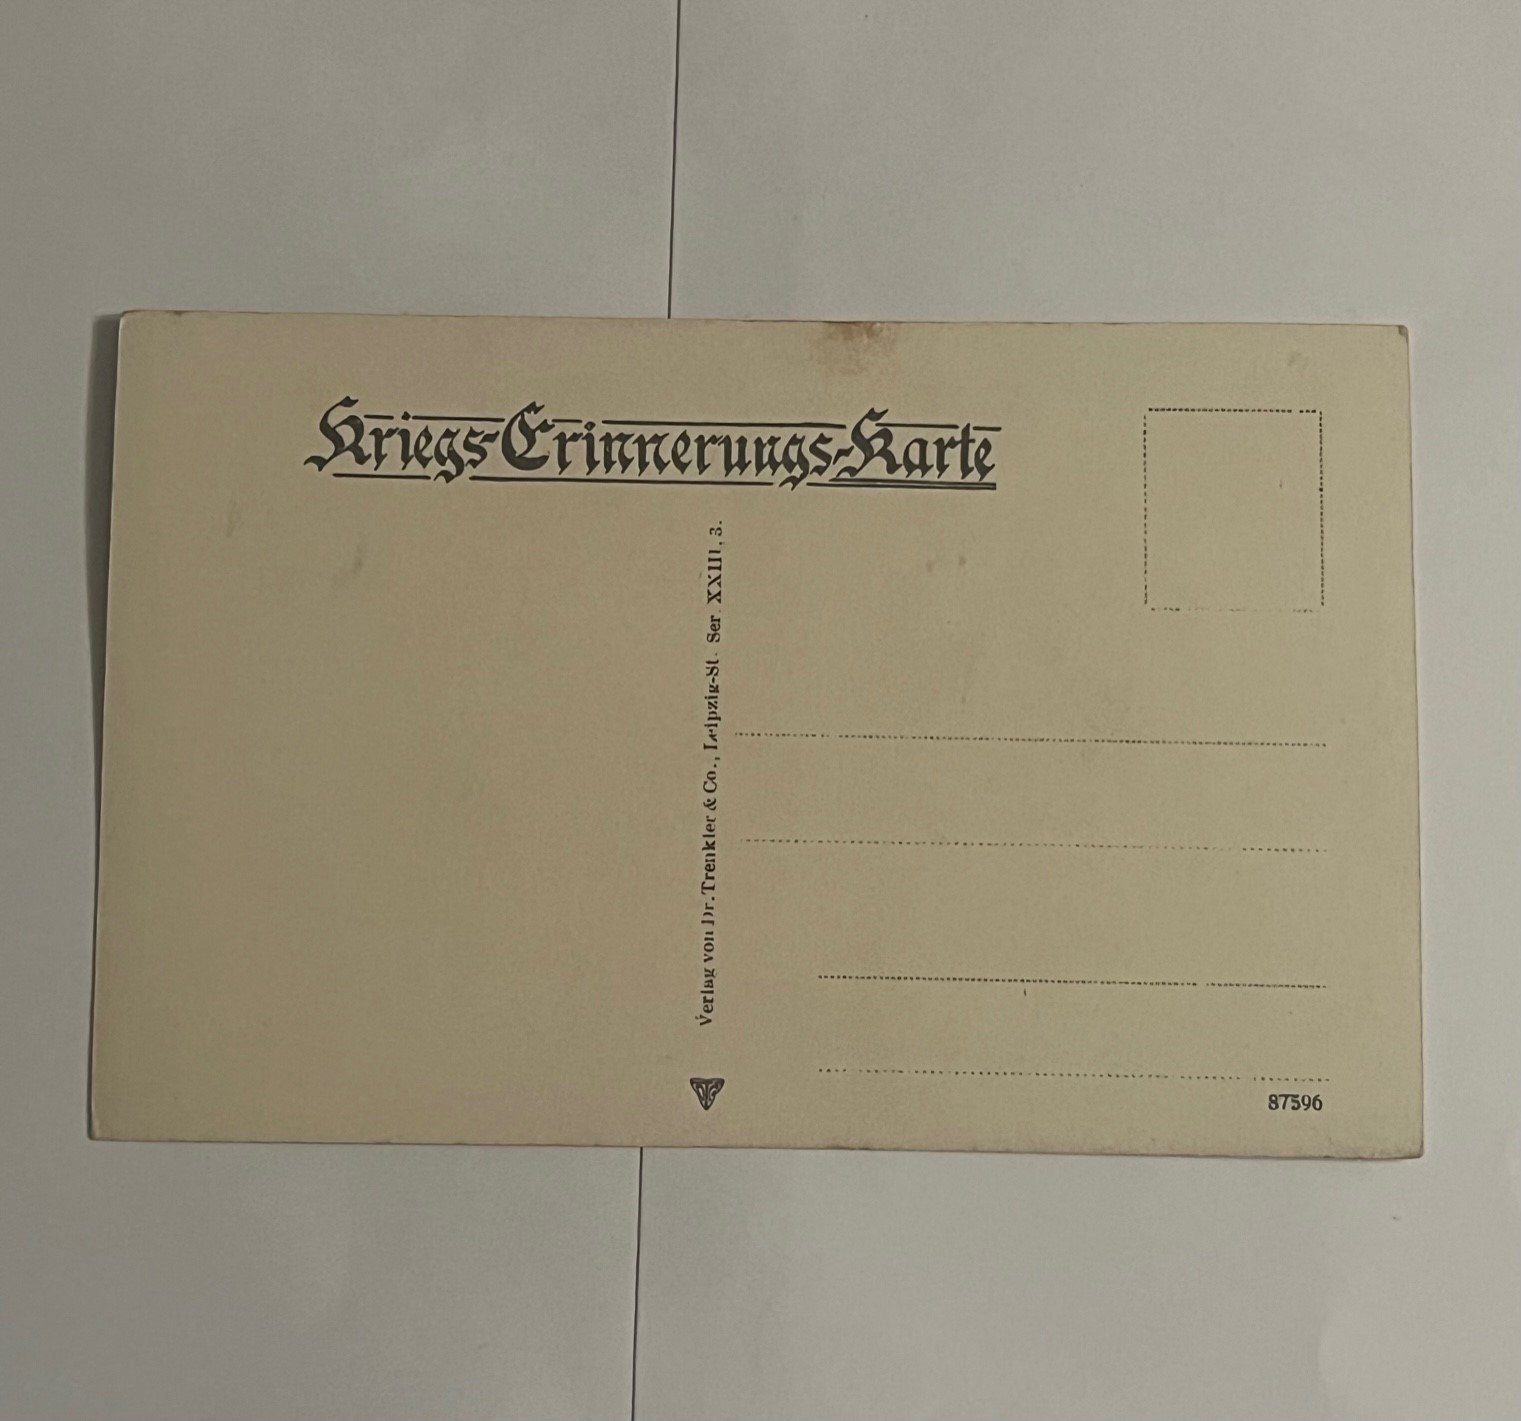 Kriegs-Erinnerungs-Karte
Verlag von Dr. Trenkler & Co., Leipzig-St. Ser. XXIII, 3.
87596